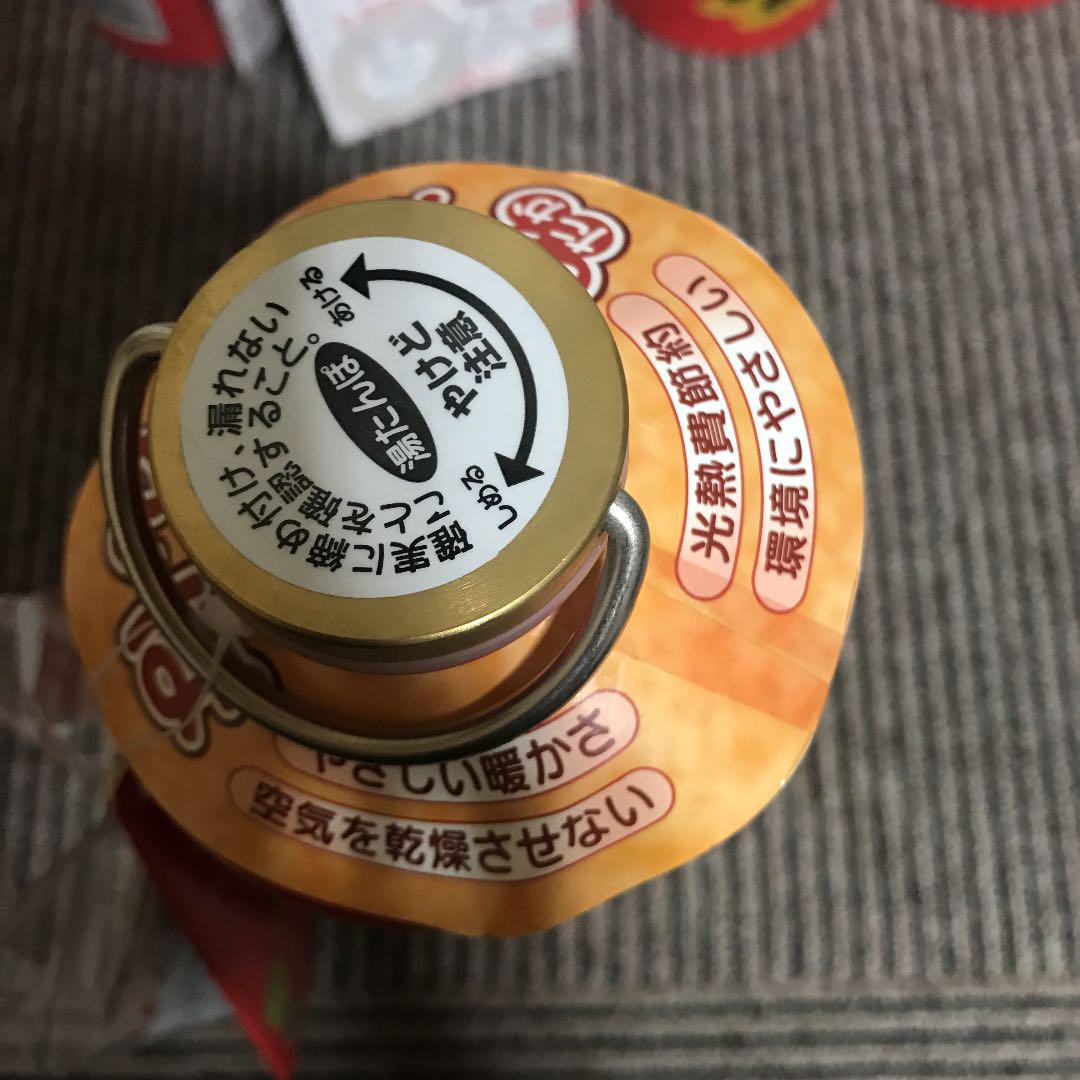 あける
やけど
注意
しめる
湯たんぽ
確実に締め付け、漏れない
ことを確認すること。
光熱費節約
環境にやさしい
やさしい暖かさ
空気を乾燥させない